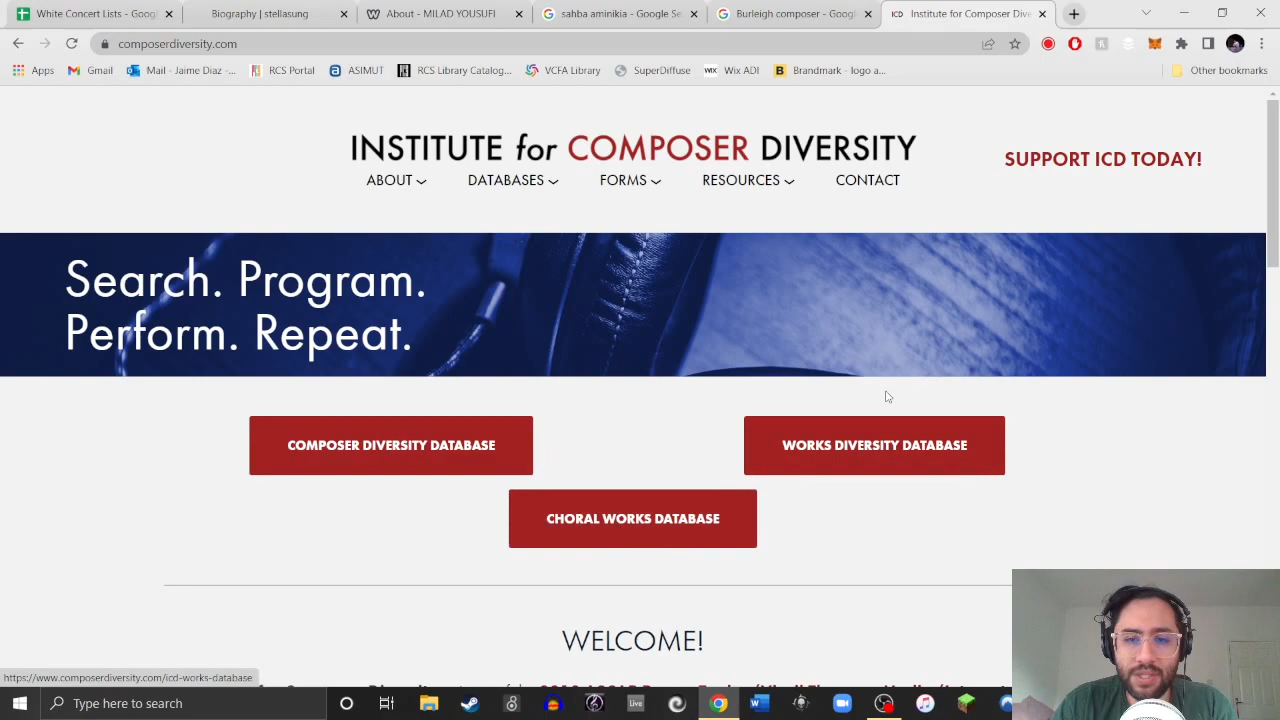 White Concert Lists - Goog
Biography | stellasung
About - MILAD YOUSUFI
sahba aminikia - Google Se
Burleigh composer - Googl
ICD Institute for Composer Dive
composerdiversity.com
Apps
Gmail
Mail - Jaime Diaz -...
RCS Portal
ASIMUT
RCS Library Catalog...
VCFA Library
SuperDiffuse
WIX Wix ADI
Brandmark - logo a...
Other bookmarks
INSTITUTE for COMPOSER DIVERSITY
SUPPORT ICD TODAY!
ABOUT DATABASES FORMS RESOURCES CONTACT
Search. Program.
Perform. Repeat.
COMPOSER DIVERSITY DATABASE
WORKS DIVERSITY DATABASE
CHORAL WORKS DATABASE
WELCOME!
https://www.composerdiversity.com/icd-works-database
Type here to search
Live